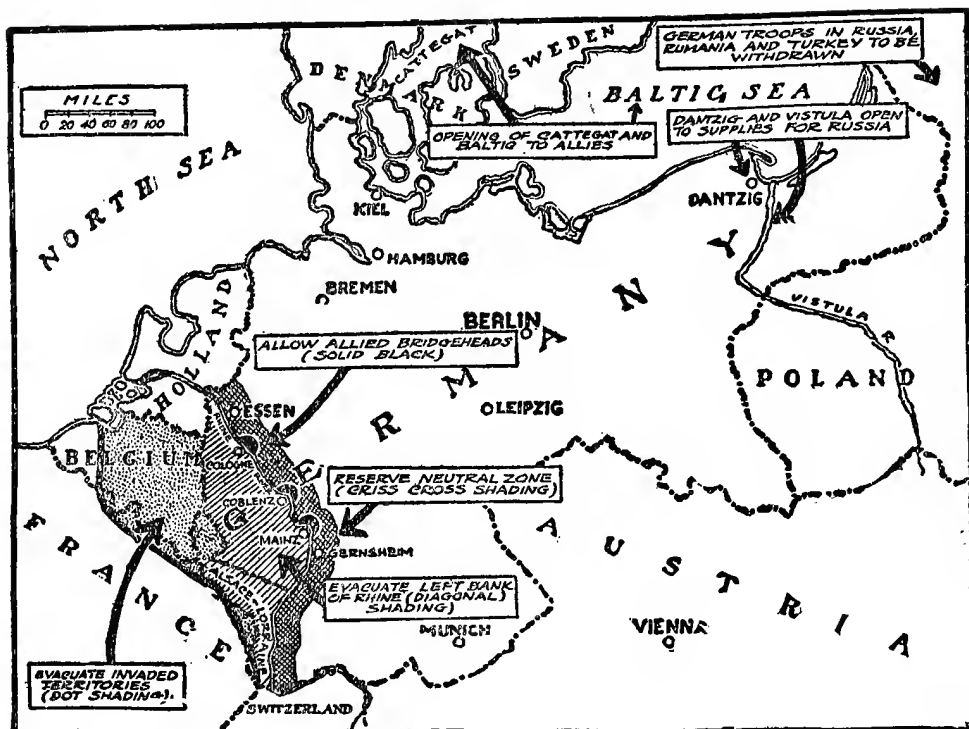 GERMAN TROOPS IN RUSSIA,
RUMANIA AND TURKEY TO BE
WITHDRAWN
MILES
0 20 40 60 80 100
DENMARK
CATTEGAT
SWEDEN
BALTIC SEA
NORTH SEA
OPENING OF CATTEGAT AND
BALTIC TO ALLIES
DANTZIG AND VISTULA OPEN
TO SUPPLIES FOR RUSSIA
KIEL
DANTZIG
HAMBURG
BREMEN
VISTULA R
HOLLAND
BERLIN
ALLOW ALLIED BRIDGEHEADS
(SOLID BLACK)
GERMANY
POLAND
HOLLAND
ESSEN
LEIPZIG
BELGIUM
COLOGNE
RESERVE NEUTRAL ZONE
(CRISS CROSS SHADING)
COBLENZ
MAINZ
GERNSHEIM
FRANCE
AUSTRIA
ALSACE-LORRAINE
EVACUATE LEFT BANK
OF RHINE (DIAGONAL)
SHADING)
MUNICH
VIENNA
EVACUATE INVADED
TERRITORIES
(DOT SHADING).
SWITZERLAND